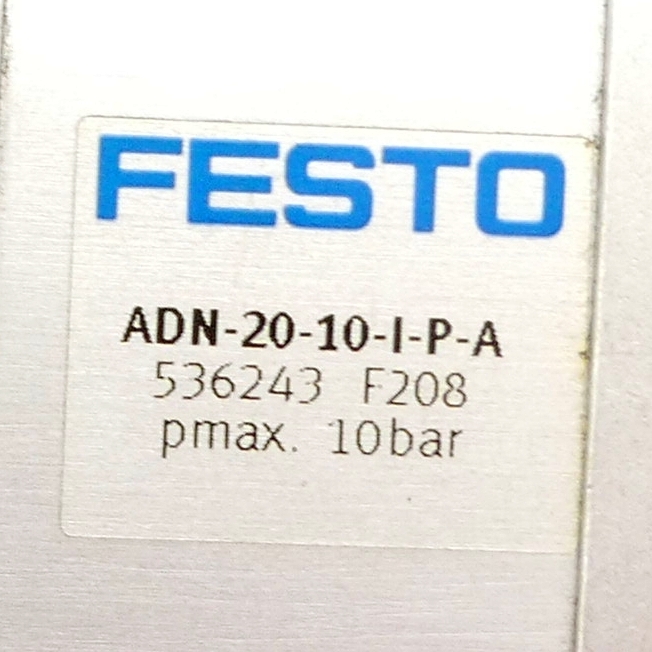 FESTO
ADN-20-10-I-P-A
536243 F208
pmax. 10bar